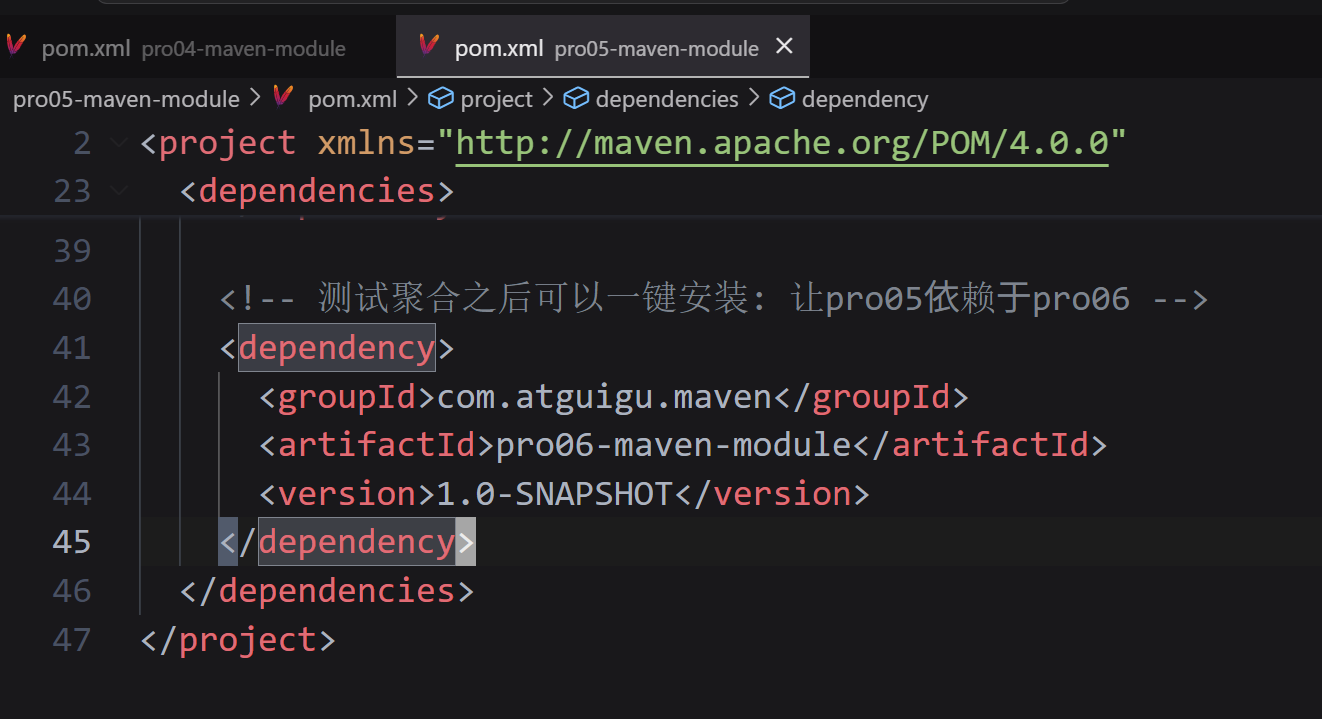 pom.xml pro04-maven-module pom.xml pro05-maven-module
pro05-maven-module > pom.xml > project > dependencies > dependency
2 <project xmlns="http://maven.apache.org/POM/4.0.0"
23 <dependencies>
39
40 <!-- 测试聚合之后可以一键安装：让pro05依赖于pro06 -->
41 <dependency>
42 <groupId>com.atguigu.maven</groupId>
43 <artifactId>pro06-maven-module</artifactId>
44 <version>1.0-SNAPSHOT</version>
45 </dependency>
46 </dependencies>
47 </project>